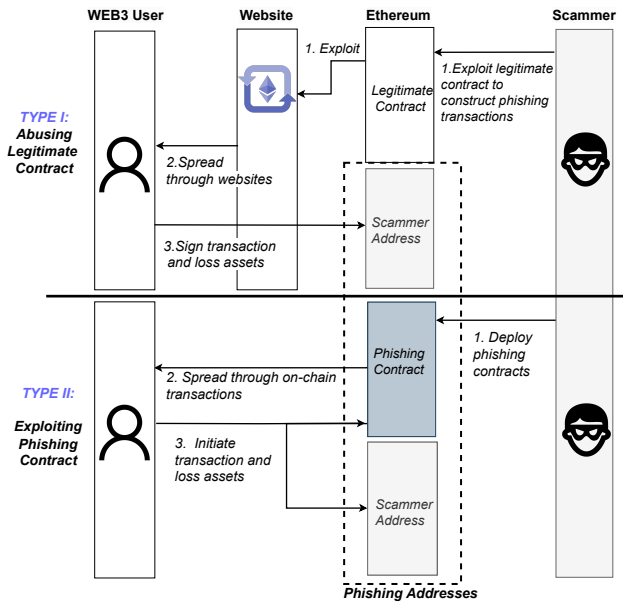 WEB3 User
Website
Ethereum
Scammer
1. Exploit
1.Exploit legitimate
contract to
construct phishing
transactions
Legitimate
Contract
TYPE I:
Abusing
Legitimate
Contract
2.Spread
through websites
Scammer
Address
3.Sign transaction
and loss assets
1. Deploy
phishing
contracts
Phishing
Contract
2. Spread through on-chain
transactions
TYPE II:
Exploiting
Phishing
Contract
3. Initiate
transaction and
loss assets
Scammer
Address
Phishing Addresses